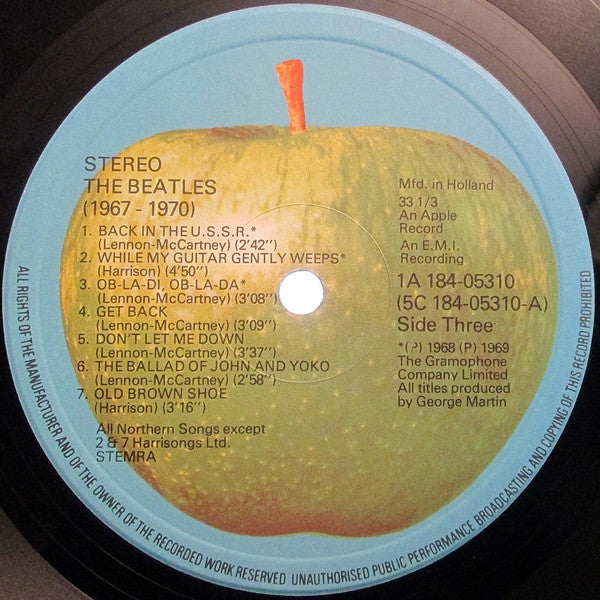 STEREO
THE BEATLES
(1967 - 1970)
1. BACK IN THE U.S.S.R.*
(Lennon-McCartney) (2'42")
2. WHILE MY GUITAR GENTLY WEEPS*
(Harrison) (4'50")
3. OB-LA-DI, OB-LA-DA*
(Lennon-McCartney) (3'08")
4. GET BACK
(Lennon-McCartney) (3'09")
5. DON'T LET ME DOWN
(Lennon-McCartney) (3'37")
6. THE BALLAD OF JOHN AND YOKO
(Lennon-McCartney) (2'58")
7. OLD BROWN SHOE
(Harrison) (3'16")
All Northern Songs except
2 & 7 Harrisongs Ltd.
STEMRA
Mfd. in Holland
33 1/3
An Apple
Record
An E.M.I.
Recording
1A 184-05310
(5C 184-05310-A)
Side Three
*(P) 1968 (P) 1969
The Gramophone
Company Limited
All titles produced
by George Martin
ALL RIGHTS OF THE MANUFACTURER AND OF THE OWNER OF THE RECORDED WORK RESERVED UNAUTHORISED PUBLIC PERFORMANCE BROADCASTING AND COPYING OF THIS RECORD PROHIBITED